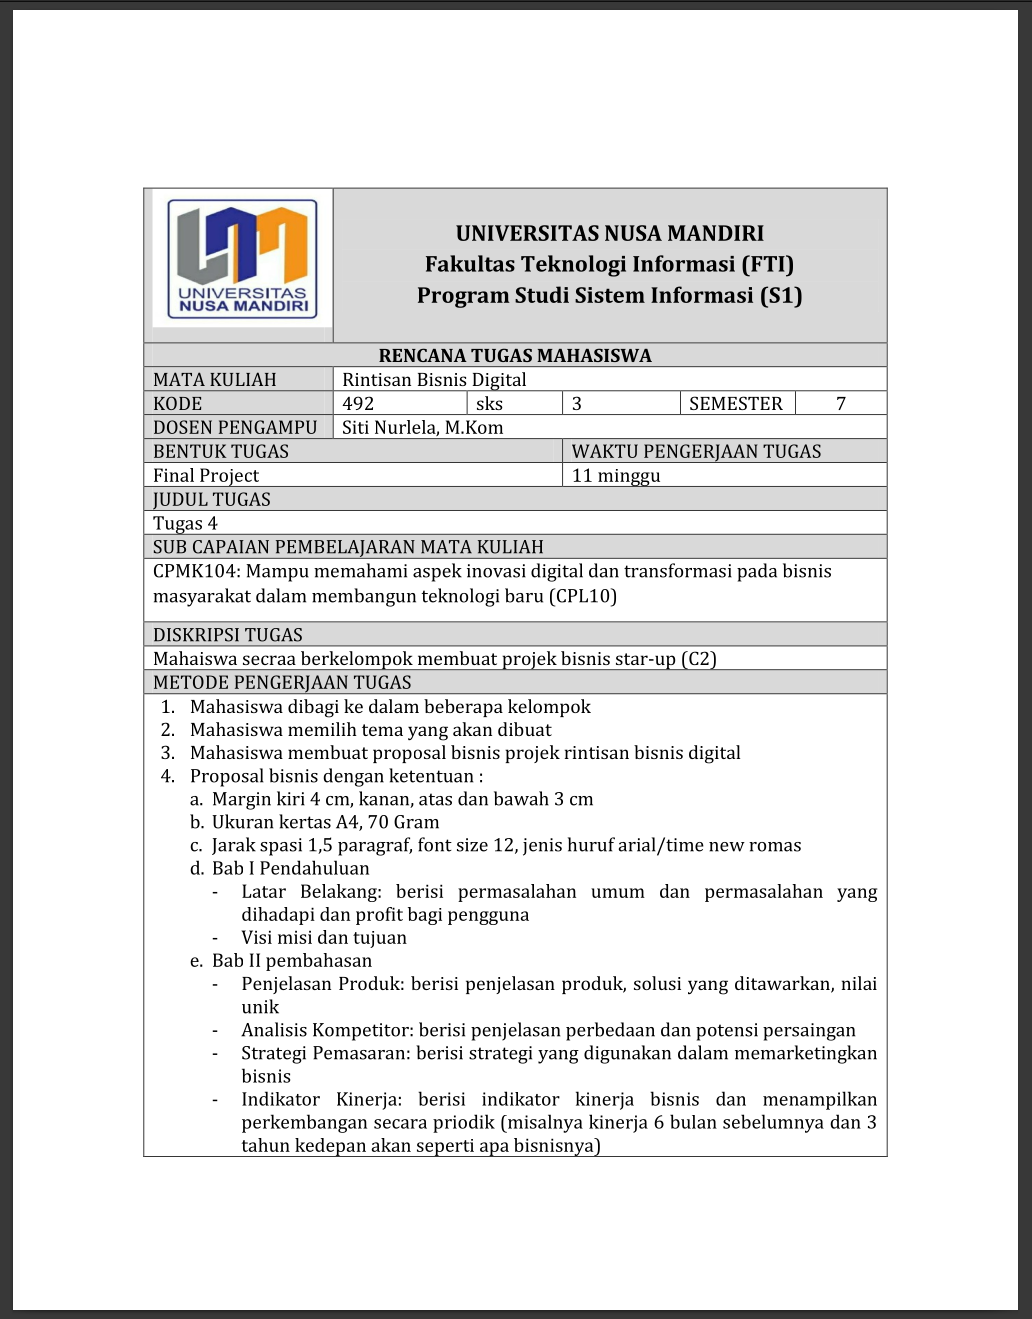 UNIVERSITAS
NUSA MANDIRI
UNIVERSITAS NUSA MANDIRI
Fakultas Teknologi Informasi (FTI)
Program Studi Sistem Informasi (S1)
RENCANA TUGAS MAHASISWA
MATA KULIAH Rintisan Bisnis Digital
KODE 492 sks 3 SEMESTER 7
DOSEN PENGAMPU Siti Nurlela, M.Kom
BENTUK TUGAS WAKTU PENGERJAAN TUGAS
Final Project 11 minggu
JUDUL TUGAS
Tugas 4
SUB CAPAIAN PEMBELAJARAN MATA KULIAH
CPMK104: Mampu memahami aspek inovasi digital dan transformasi pada bisnis
masyarakat dalam membangun teknologi baru (CPL10)
DISKRIPSI TUGAS
Mahaiswa secraa berkelompok membuat projek bisnis star-up (C2)
METODE PENGERJAAN TUGAS
1. Mahasiswa dibagi ke dalam beberapa kelompok
2. Mahasiswa memilih tema yang akan dibuat
3. Mahasiswa membuat proposal bisnis projek rintisan bisnis digital
4. Proposal bisnis dengan ketentuan :
a. Margin kiri 4 cm, kanan, atas dan bawah 3 cm
b. Ukuran kertas A4, 70 Gram
c. Jarak spasi 1,5 paragraf, font size 12, jenis huruf arial/time new romas
d. Bab I Pendahuluan
- Latar Belakang: berisi permasalahan umum dan permasalahan yang
dihadapi dan profit bagi pengguna
- Visi misi dan tujuan
e. Bab II pembahasan
- Penjelasan Produk: berisi penjelasan produk, solusi yang ditawarkan, nilai
unik
- Analisis Kompetitor: berisi penjelasan perbedaan dan potensi persaingan
- Strategi Pemasaran: berisi strategi yang digunakan dalam memarketingkan
bisnis
- Indikator Kinerja: berisi indikator kinerja bisnis dan menampilkan
perkembangan secara priodik (misalnya kinerja 6 bulan sebelumnya dan 3
tahun kedepan akan seperti apa bisnisnya)